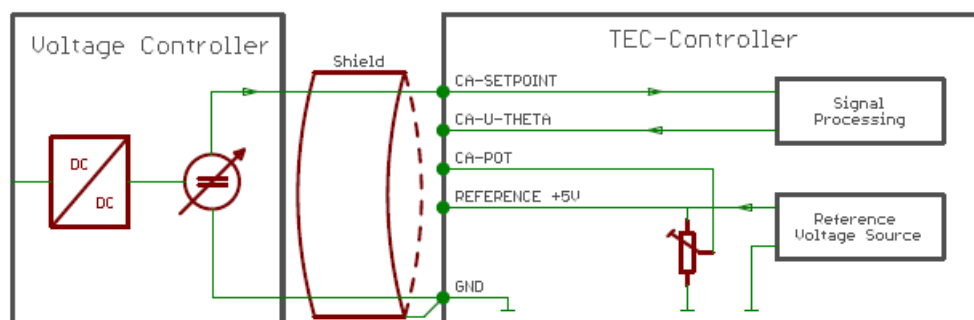 Voltage Controller
DC
DC
Shield
TEC-Controller
CA-SETPOINT
CA-U-THETA
CA-POT
REFERENCE +5V
GND
Signal
Processing
Reference
Voltage Source